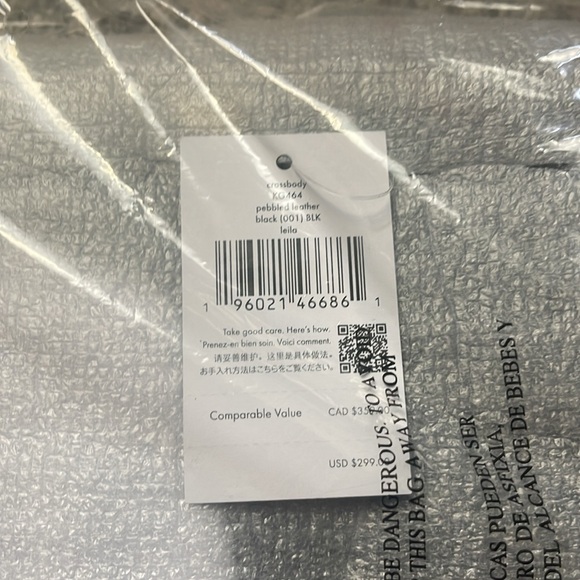 crossbody
KG464
pebbled leather
black (001) BLK
leila
1 96021 46686 1
Take good care. Here's how.
Prenez-en bien soin. Voici comment.
请妥善维护。这里是具体做法。
お手入れ方法はこちらをご覧ください。
Comparable Value
CAD
USD $299.
BE DANGEROUS. TO AVOID
THIS BAG AWAY FROM
CAS PUEDEN SER
RO DE ASFIXIA,
DEL ALCANCE DE BEBES Y